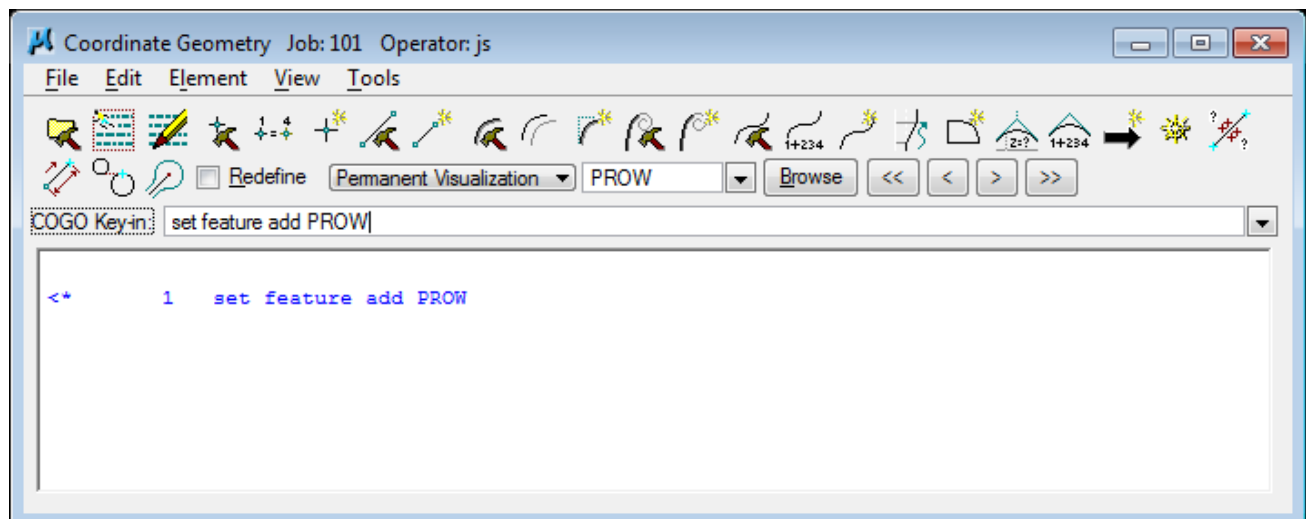 Coordinate Geometry Job: 101 Operator: js
File Edit Element View Tools
1 4 1+234 z=? 1+234 ? ?
Redefine Permanent Visualization PROW Browse << < > >>
COGO Key-in: set feature add PROW
<* 1 set feature add PROW